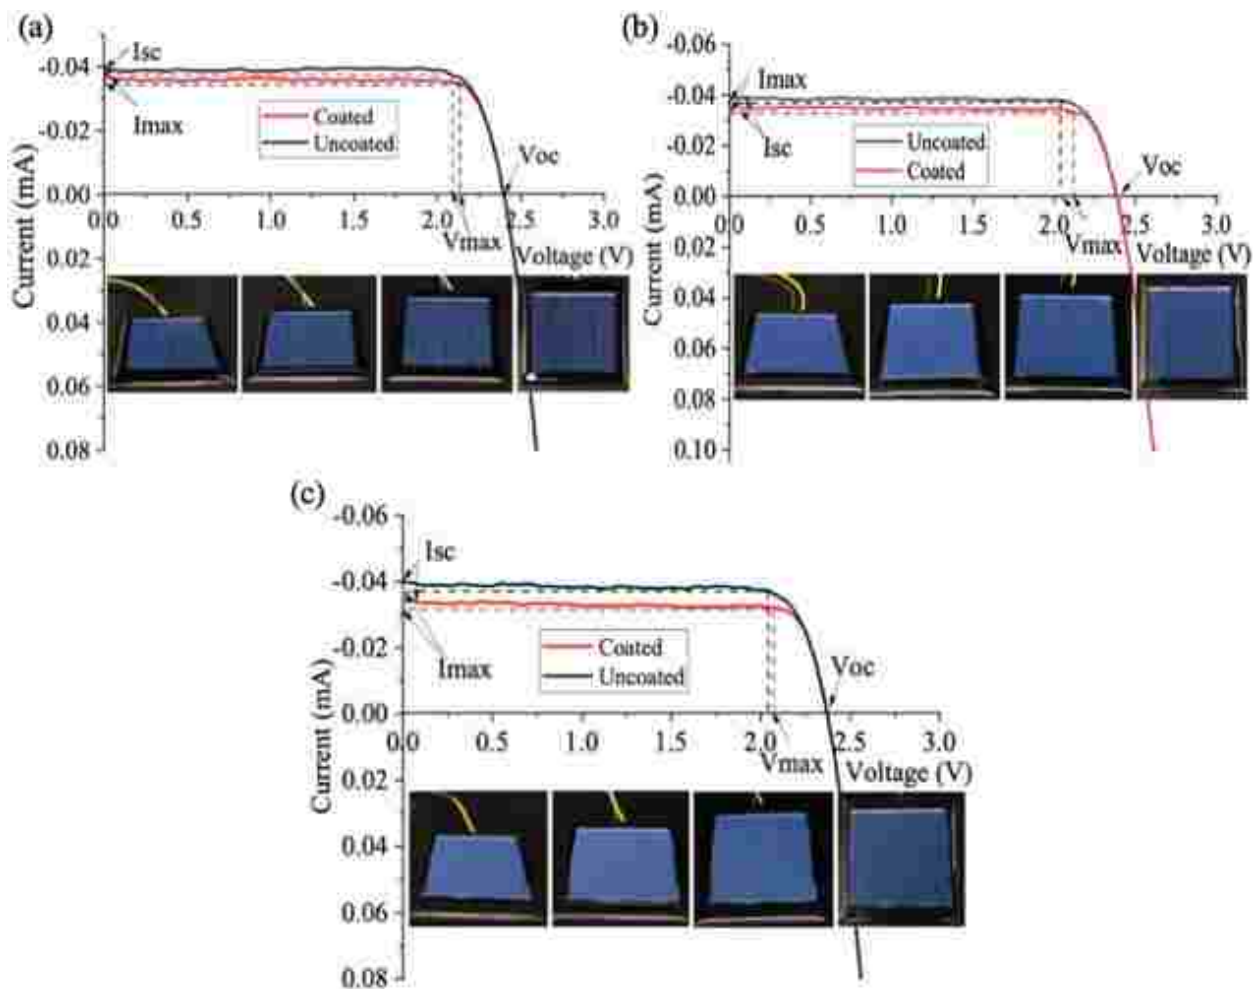 (a)
Isc
-0.04
Imax
Coated
Uncoated
-0.02
Voc
0.00
0.0 0.5 1.0 1.5 2.0 2.5 3.0
Vmax
Voltage (V)
0.02
0.04
0.06
0.08
Current (mA)
(b)
-0.06
Imax
-0.04
Isc
Uncoated
Coated
-0.02
Voc
0.00
0.0 0.5 1.0 1.5 2.0 2.5 3.0
Vmax
Voltage (V)
0.02
0.04
0.06
0.08
0.10
Current (mA)
(c)
-0.06
Isc
-0.04
Imax
Coated
Uncoated
-0.02
Voc
0.00
0.0 0.5 1.0 1.5 2.0 2.5 3.0
Vmax
Voltage (V)
0.02
0.04
0.06
0.08
Current (mA)